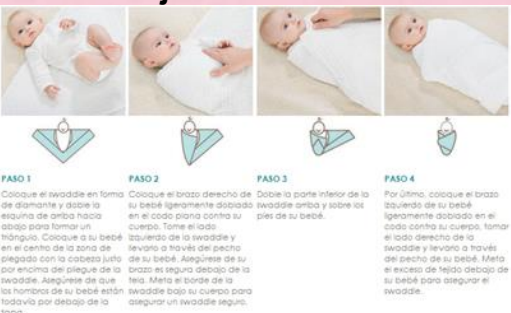 PASO 1
Coloque el swaddle en forma
de diamante y doble la
esquina de arriba hacia
abajo para formar un
triángulo. Coloque a su bebé
en el centro de la zona de
plegado con la cabeza justo
por encima del pliegue de la
swaddle. Asegúrese de que
los hombros de su bebé están
todavía por debajo de la
PASO 2
Coloque el brazo derecho de
su bebé ligeramente doblado
en el codo plana contra su
cuerpo. Tome el lado
izquierdo de la swaddle y
llevarlo a través del pecho
de su bebé. Asegúrese de su
brazo es segura debajo de la
tela. Meta el borde de la
swaddle bajo su cuerpo para
asegurar un swaddle seguro.
PASO 3
Doble la parte inferior de la
swaddle arriba y sobre los
pies de su bebé.
PASO 4
Por último, coloque el brazo
izquierdo de su bebé
ligeramente doblado en el
codo contra su cuerpo, tomar
el lado derecho de la
swaddle y llevarlo a través
del pecho de su bebé. Meta
el exceso de tejido debajo de
su bebé para asegurar el
swaddle.